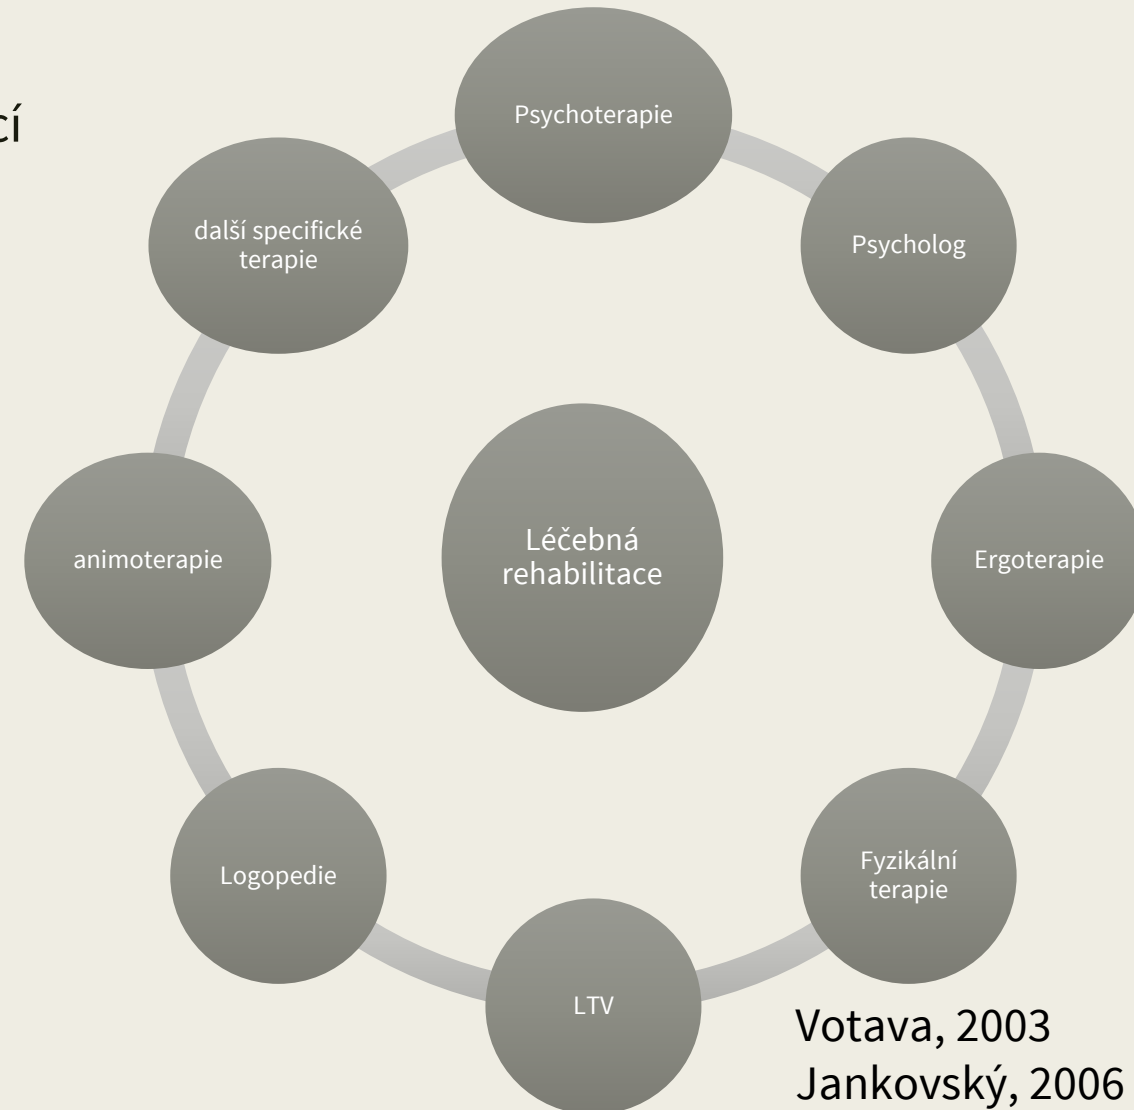 cí
Psychoterapie
Psycholog
Ergoterapie
Fyzikální
terapie
LTV
Logopedie
animoterapie
další specifické
terapie
Léčebná
rehabilitace
Votava, 2003
Jankovský, 2006